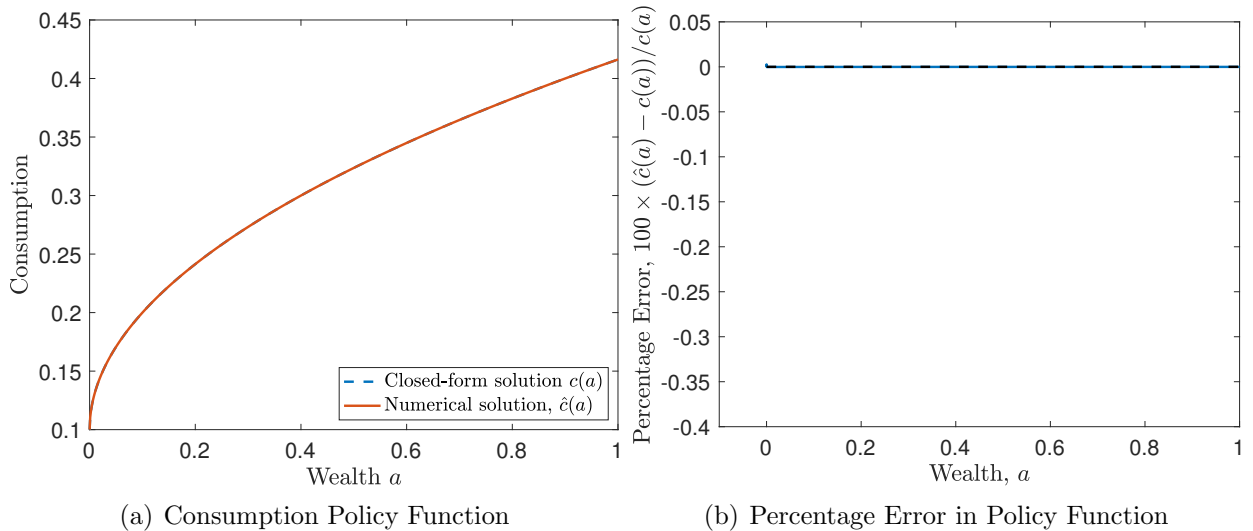 0.45
0.4
0.35
0.3
0.25
0.2
0.15
0.1
Consumption
Closed-form solution c(a)
Numerical solution, ĉ(a)
0 0.2 0.4 0.6 0.8 1
Wealth a
(a) Consumption Policy Function
0.05
0
-0.05
-0.1
-0.15
-0.2
-0.25
-0.3
-0.35
-0.4
Percentage Error, 100 × (ĉ(a) − c(a))/c(a)
0 0.2 0.4 0.6 0.8 1
Wealth, a
(b) Percentage Error in Policy Function